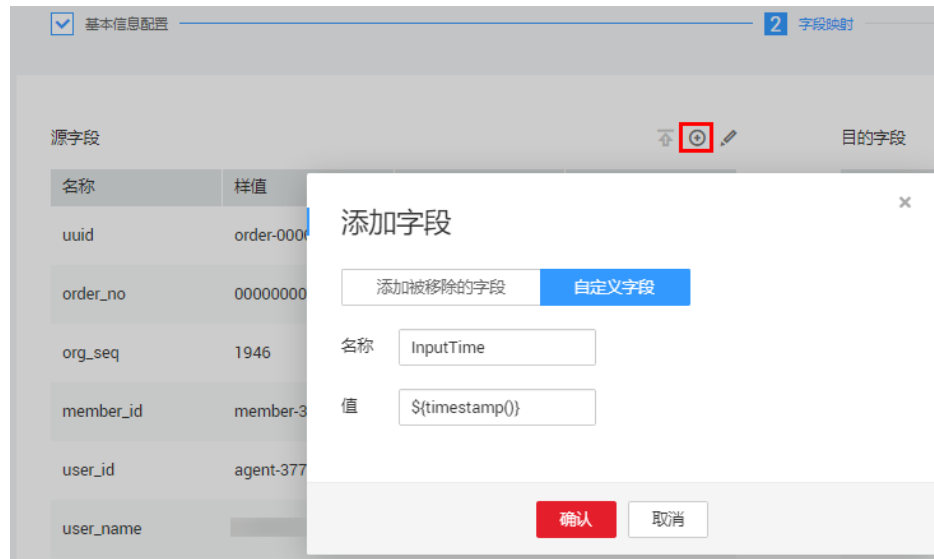 基本信息配置
2 字段映射
源字段
目的字段
名称 样值
uuid order-000
order_no 00000000
org_seq 1946
member_id member-3
user_id agent-377
user_name
添加字段
添加被移除的字段 自定义字段
名称 InputTime
值 ${timestamp()}
确认 取消